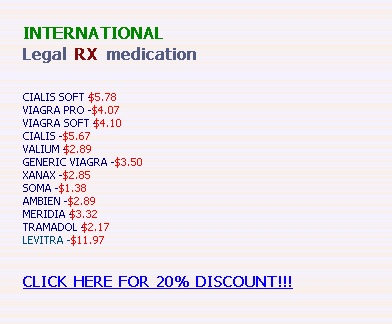 INTERNATIONAL
Legal RX medication
CIALIS SOFT $5.78
VIAGRA PRO -$4.07
VIAGRA SOFT $4.10
CIALIS -$5.67
VALIUM $2.89
GENERIC VIAGRA -$3.50
XANAX -$2.85
SOMA -$1.38
AMBIEN -$2.89
MERIDIA $3.32
TRAMADOL $2.17
LEVITRA -$11.97
CLICK HERE FOR 20% DISCOUNT!!!